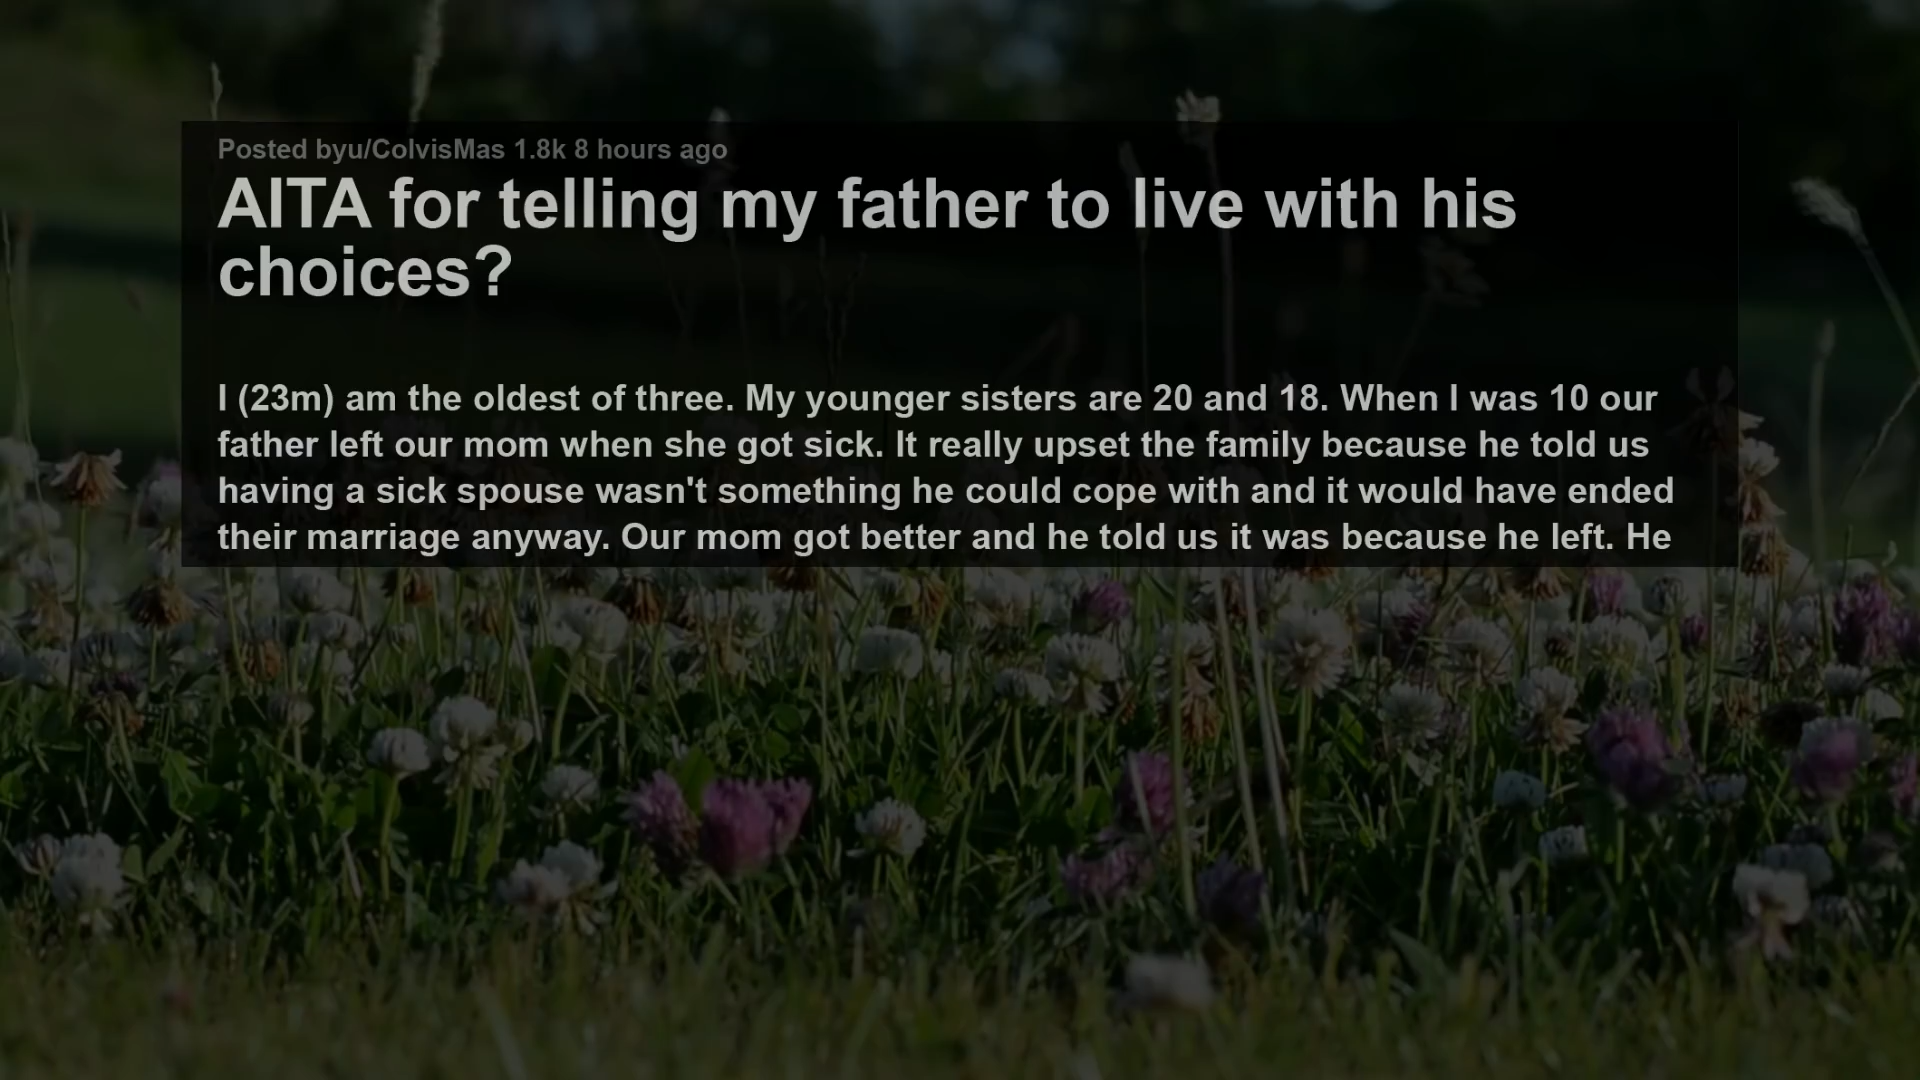 Posted byu/ColvisMas 1.8k 8 hours ago
AITA for telling my father to live with his
choices?
I (23m) am the oldest of three. My younger sisters are 20 and 18. When I was 10 our
father left our mom when she got sick. It really upset the family because he told us
having a sick spouse wasn't something he could cope with and it would have ended
their marriage anyway. Our mom got better and he told us it was because he left. He